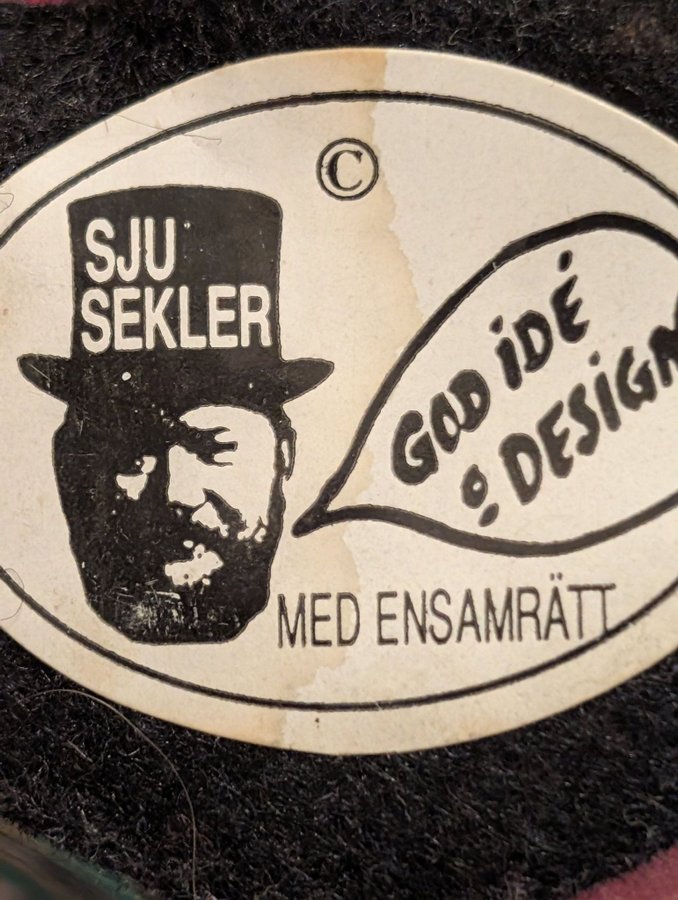 ©
SJU
SEKLER
GOD iDÉ
o DESiGN
MED ENSAMRÄTT